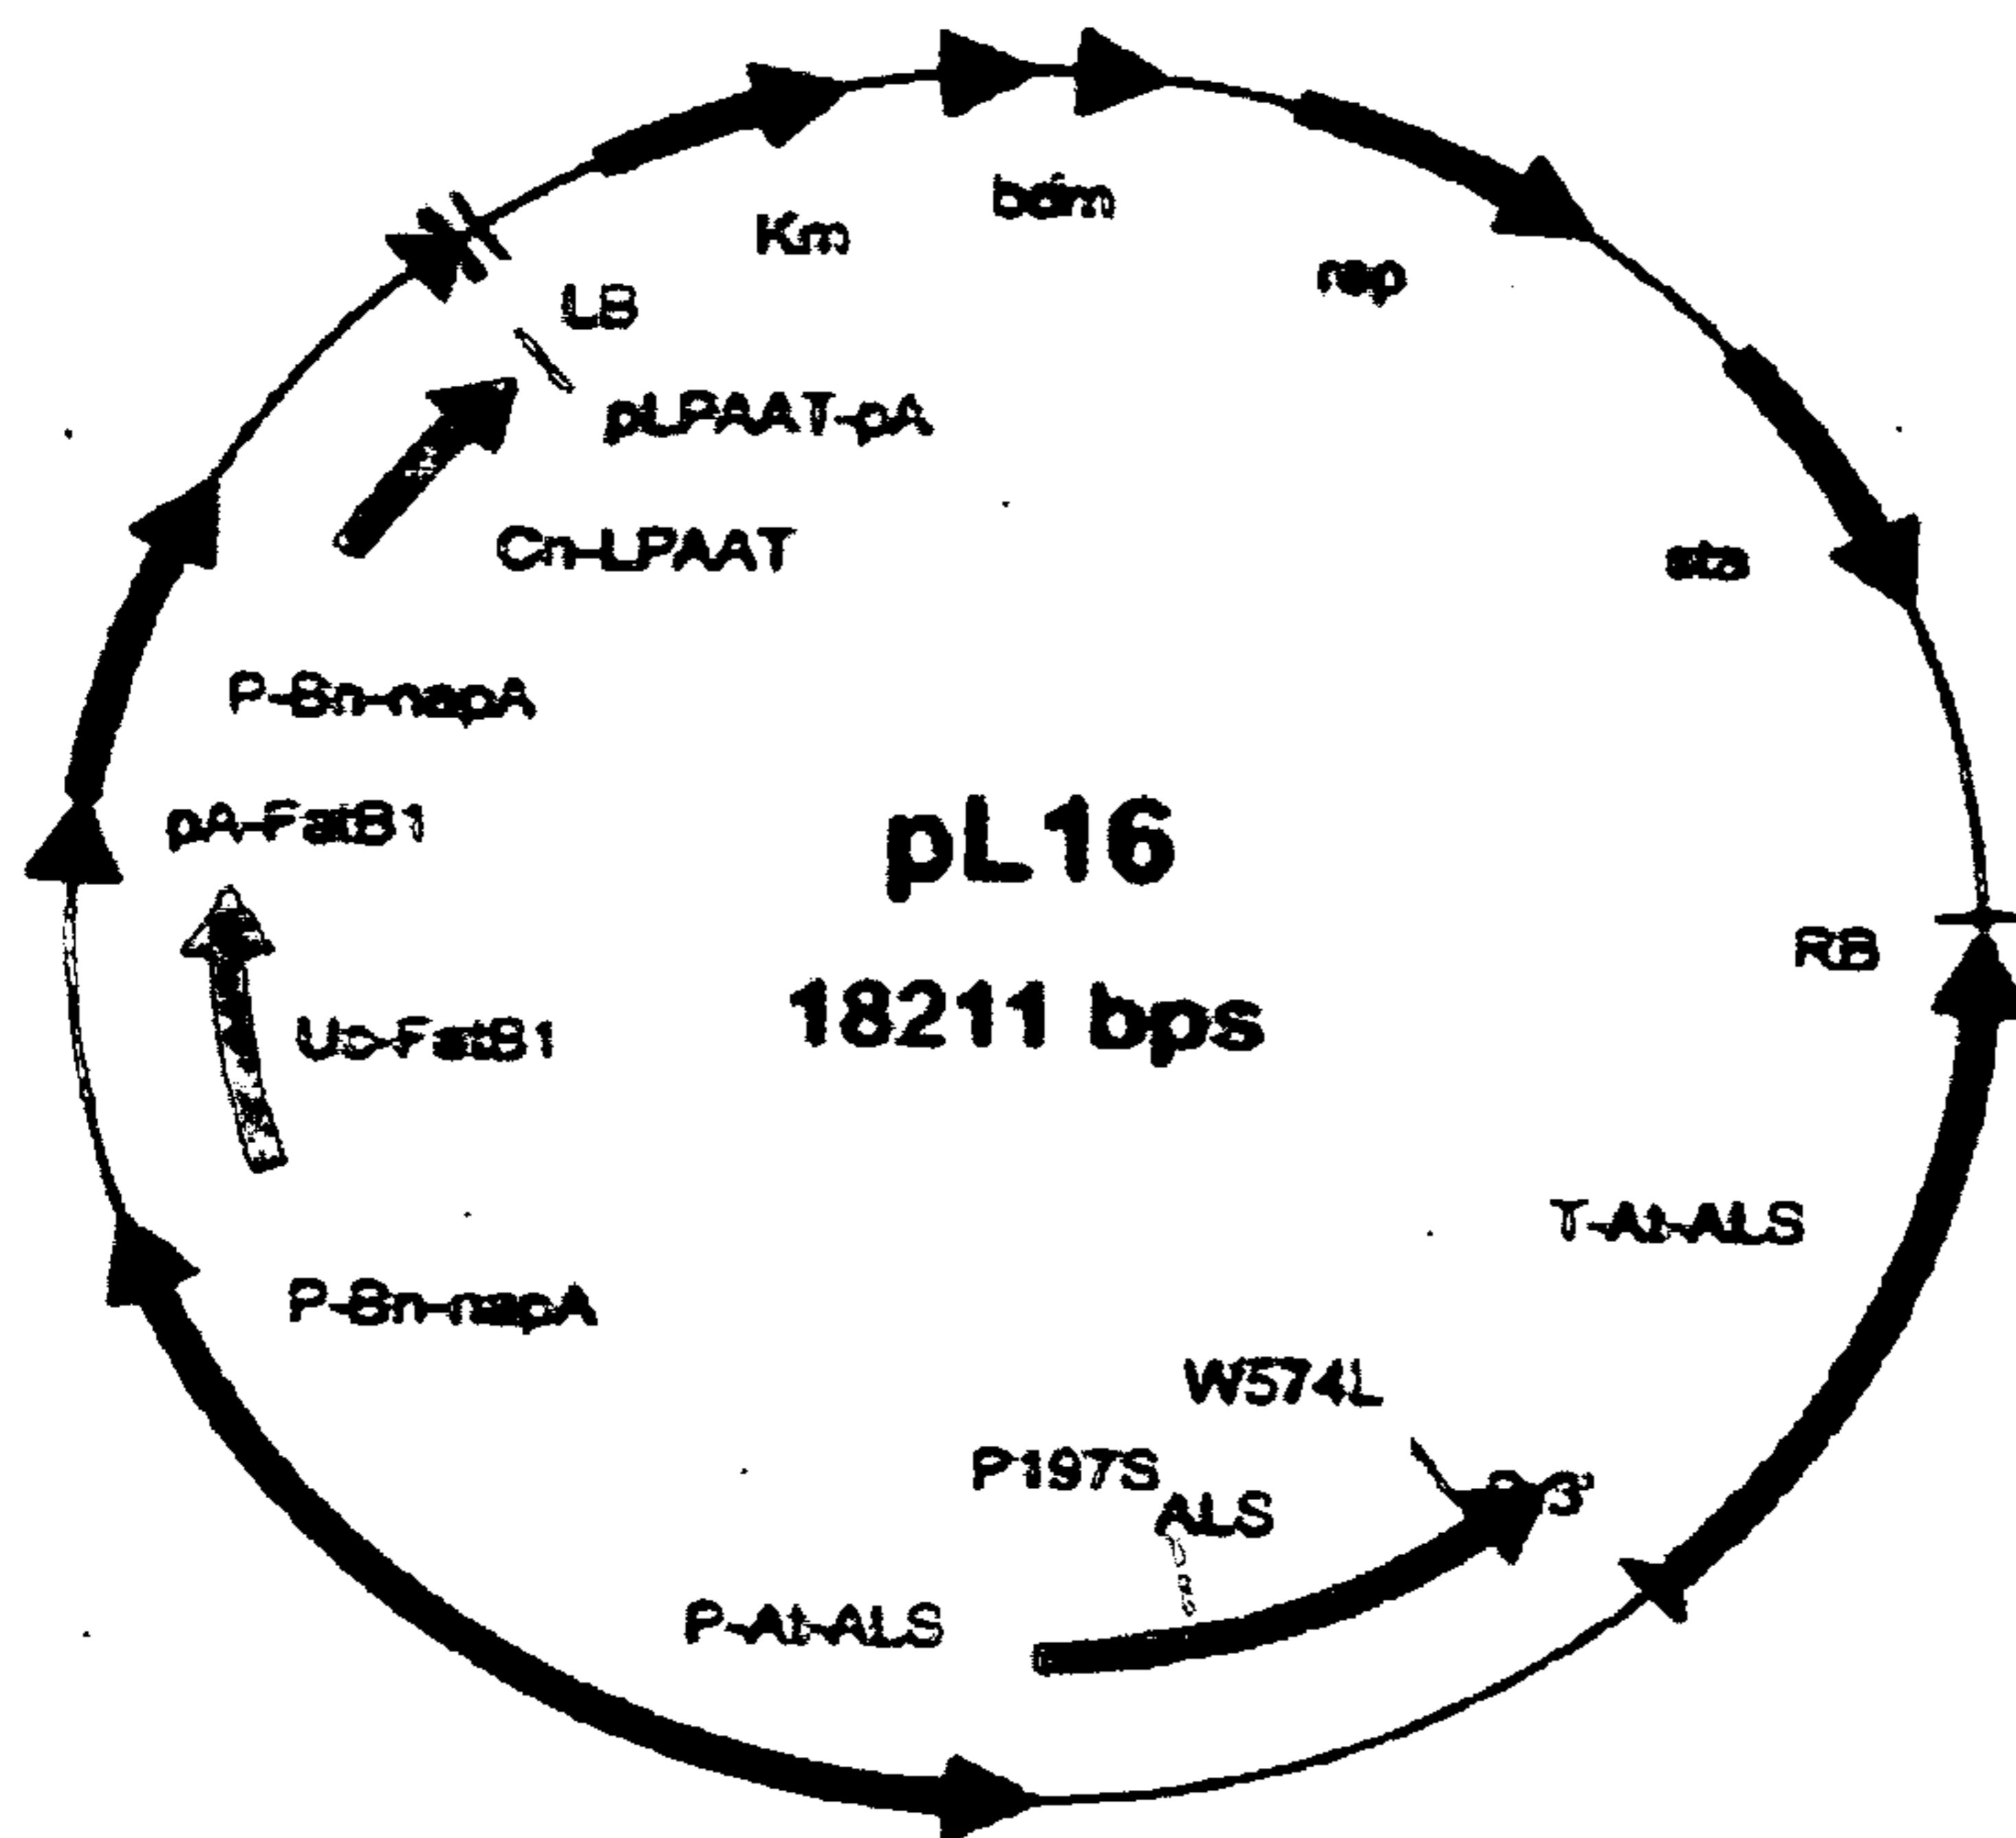 bom
Km
rep
LB
pLPAAT-pA
Cn-LPAAT
sta
P-Bn-napA
pA-FatB1
pL16
RB
18211 bps
Uc-FatB1
T-At-ALS
P-Bn-napA
W574L
P197S
3'
ALS
P-At-ALS